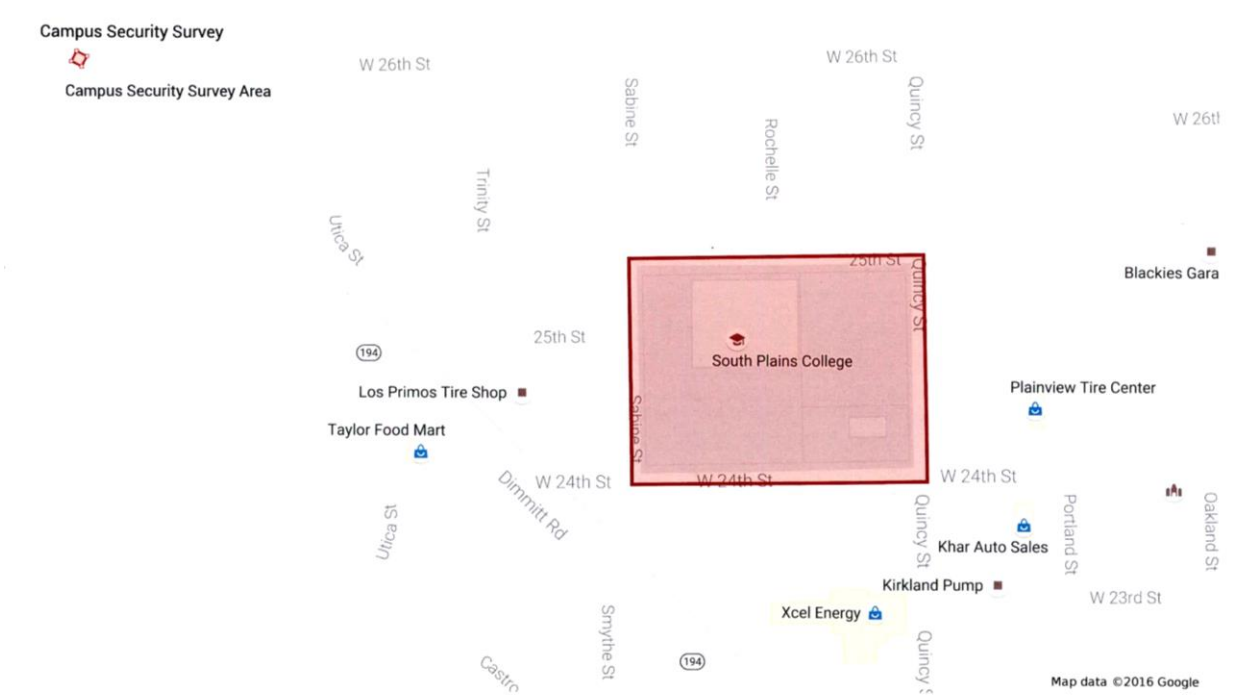 Campus Security Survey
Campus Security Survey Area
W 26th St
W 26th St
Sabine St
Quincy St
Rochelle St
W 26th
Trinity St
Utica St
25th St
Quincy St
Blackies Gara
25th St
194
South Plains College
Los Primos Tire Shop
Plainview Tire Center
Taylor Food Mart
Sabine St
W 24th St
W 24th St
W 24th St
Dimmitt Rd
Utica St
Quincy St
Portland St
Oakland St
Khar Auto Sales
Kirkland Pump
W 23rd St
Xcel Energy
Smythe St
Quincy S
194
Castro
Map data ©2016 Google